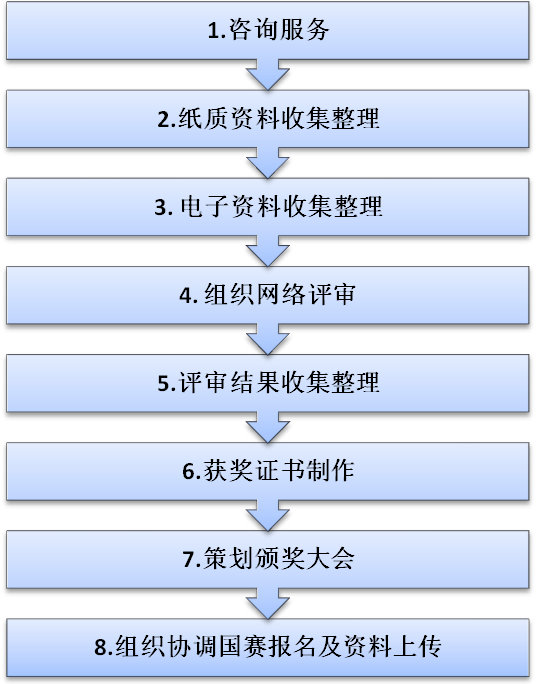 1.咨询服务
2.纸质资料收集整理
3. 电子资料收集整理
4. 组织网络评审
5.评审结果收集整理
6.获奖证书制作
7.策划颁奖大会
8.组织协调国赛报名及资料上传